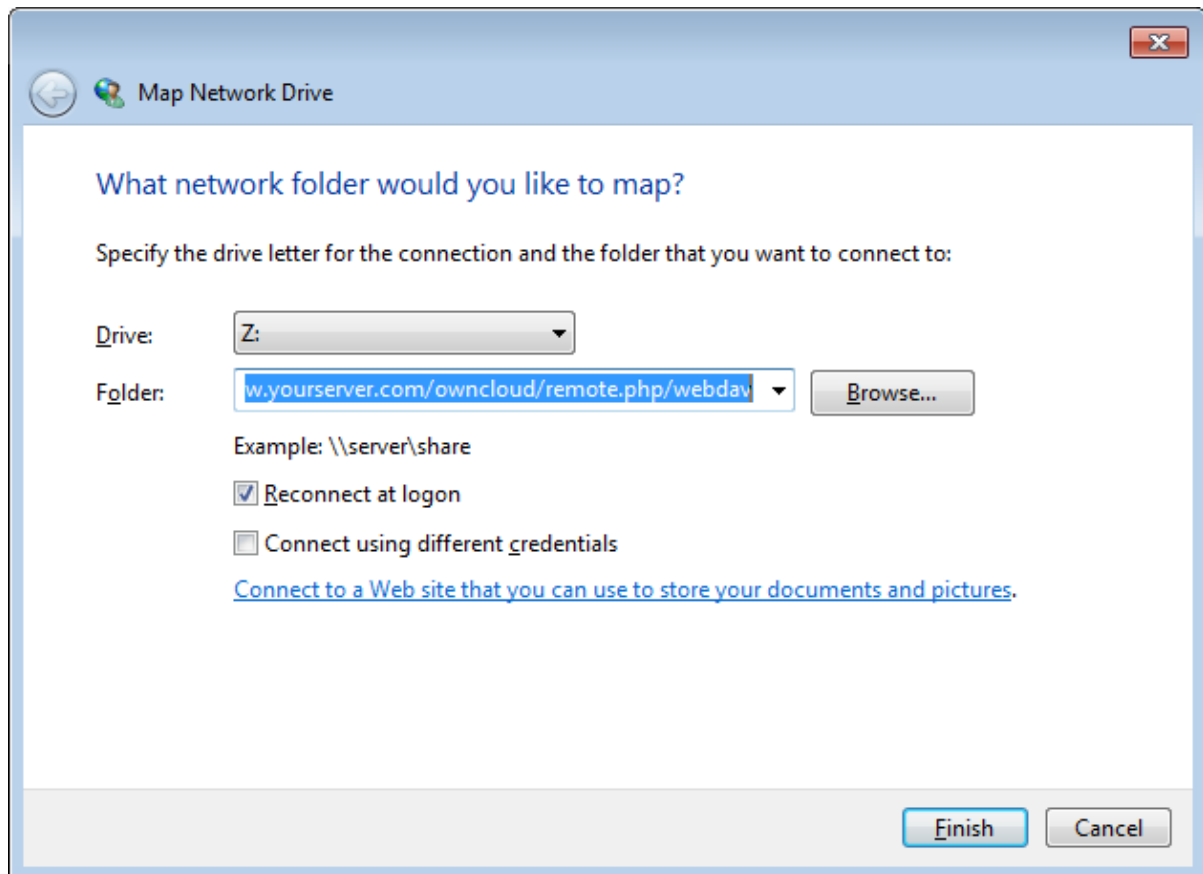 Map Network Drive
What network folder would you like to map?
Specify the drive letter for the connection and the folder that you want to connect to:
Drive: Z:
Folder: w.yourserver.com/owncloud/remote.php/webdav Browse...
Example: \\server\share
Reconnect at logon
Connect using different credentials
Connect to a Web site that you can use to store your documents and pictures.
Finish Cancel